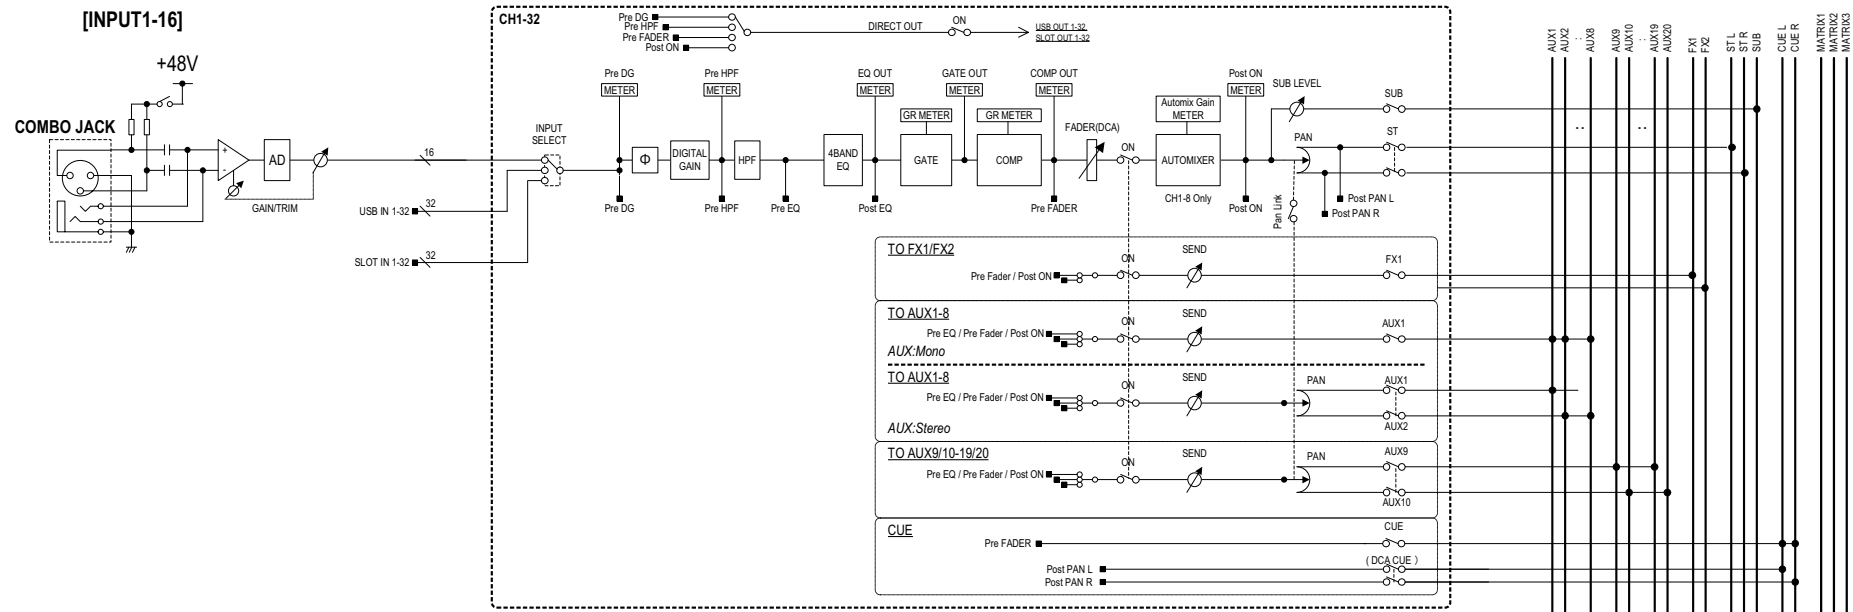 [INPUT1-16]
+48V
COMBO JACK
+
-
AD
GAIN/TRIM
16
USB IN 1-32
32
SLOT IN 1-32
32
CH1-32
Pre DG
Pre HPF
Pre FADER
Post ON
DIRECT OUT
ON
USB OUT 1-32
SLOT OUT 1-32
INPUT
SELECT
Pre DG
METER
Pre DG
Φ
DIGITAL
GAIN
Pre HPF
METER
Pre HPF
HPF
Pre EQ
4BAND
EQ
EQ OUT
METER
Post EQ
GR METER
GATE
GATE OUT
METER
GR METER
COMP
COMP OUT
METER
Pre FADER
FADER(DCA)
ON
Automix Gain
METER
AUTOMIXER
CH1-8 Only
Post ON
METER
Post ON
SUB LEVEL
SUB
PAN
ST
Pan Link
Post PAN L
Post PAN R
TO FX1/FX2
Pre Fader / Post ON
ON
SEND
FX1
TO AUX1-8
Pre EQ / Pre Fader / Post ON
ON
SEND
AUX1
AUX:Mono
TO AUX1-8
Pre EQ / Pre Fader / Post ON
ON
SEND
PAN
AUX1
AUX2
AUX:Stereo
TO AUX9/10-19/20
Pre EQ / Pre Fader / Post ON
ON
SEND
PAN
AUX9
AUX10
CUE
Pre FADER
CUE
( DCA CUE )
Post PAN L
Post PAN R
AUX1
AUX2
..
AUX8
AUX9
AUX10
..
AUX19
AUX20
FX1
FX2
ST L
ST R
SUB
CUE L
CUE R
MATRIX1
MATRIX2
MATRIX3
..
..